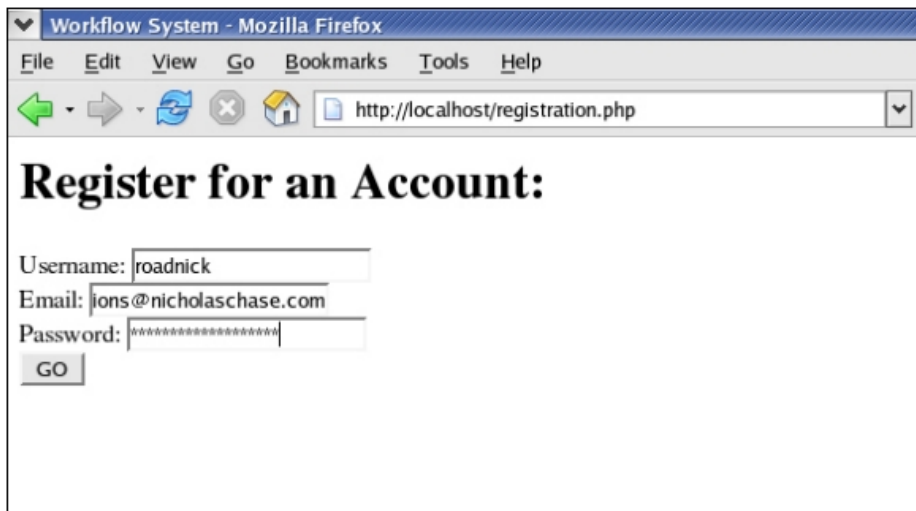 Workflow System - Mozilla Firefox
File Edit View Go Bookmarks Tools Help
http://localhost/registration.php
Register for an Account:
Username: roadnick
Email: ions@nicholaschase.com
Password: *******************
GO